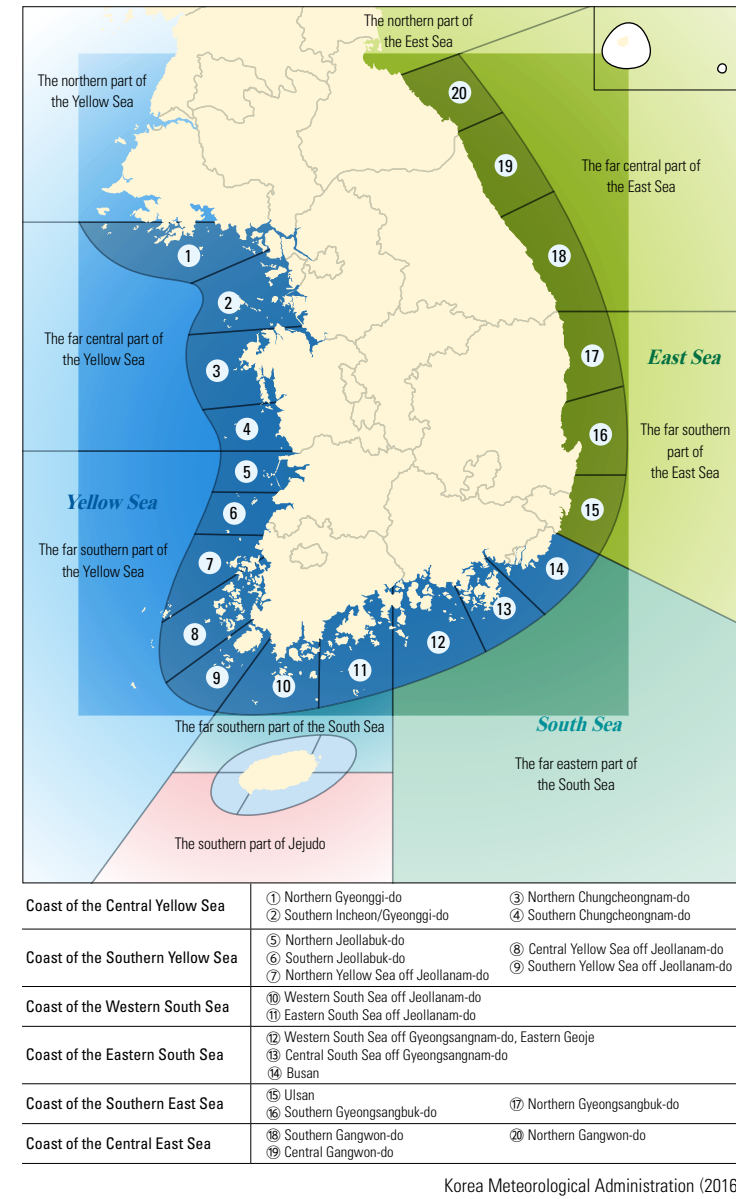 The northern part of
the Eest Sea
The northern part of
the Yellow Sea
20
19
The far central part of
the East Sea
18
1
2
The far central part of
the Yellow Sea
3
17
East Sea
4
16
The far southern
part of
the East Sea
5
Yellow Sea
6
15
The far southern part of
the Yellow Sea
7
14
13
8
12
9
10
11
The far southern part of the South Sea
South Sea
The far eastern part of
the South Sea
The southern part of Jejudo
Coast of the Central Yellow Sea
① Northern Gyeonggi-do
② Southern Incheon/Gyeonggi-do
③ Northern Chungcheongnam-do
④ Southern Chungcheongnam-do
Coast of the Southern Yellow Sea
⑤ Northern Jeollabuk-do
⑥ Southern Jeollabuk-do
⑦ Northern Yellow Sea off Jeollanam-do
⑧ Central Yellow Sea off Jeollanam-do
⑨ Southern Yellow Sea off Jeollanam-do
Coast of the Western South Sea
⑩ Western South Sea off Jeollanam-do
⑪ Eastern South Sea off Jeollanam-do
Coast of the Eastern South Sea
⑫ Western South Sea off Gyeongsangnam-do, Eastern Geoje
⑬ Central South Sea off Gyeongsangnam-do
⑭ Busan
Coast of the Southern East Sea
⑮ Ulsan
⑯ Southern Gyeongsangbuk-do
⑰ Northern Gyeongsangbuk-do
Coast of the Central East Sea
⑱ Southern Gangwon-do
⑲ Central Gangwon-do
⑳ Northern Gangwon-do
Korea Meteorological Administration (2016